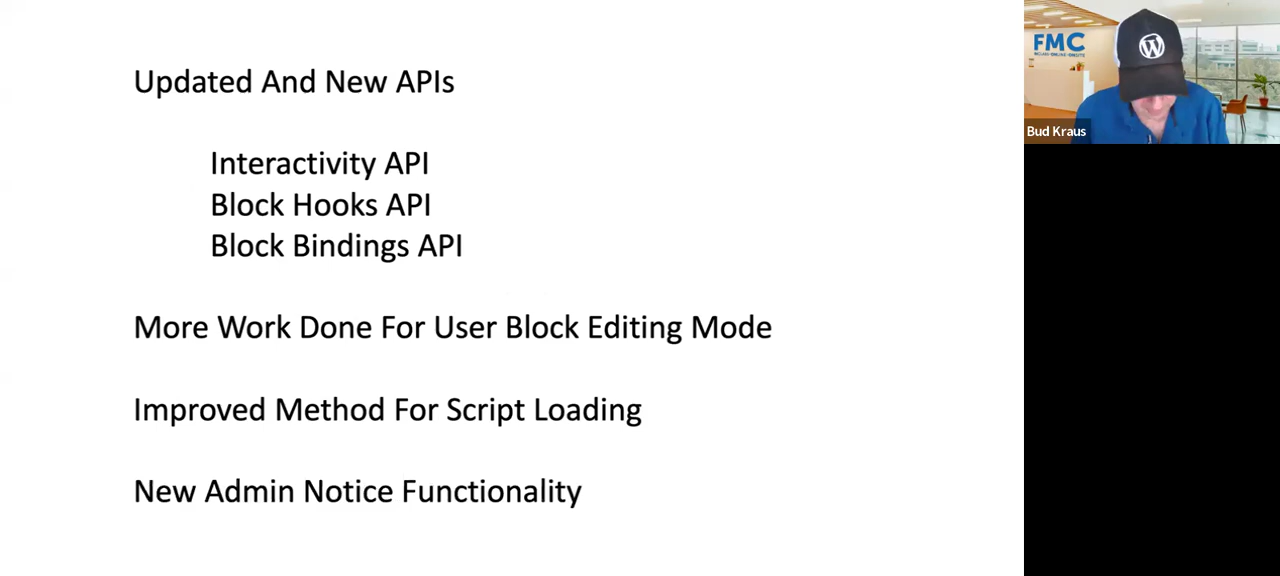 Updated And New APIs
Interactivity API
Block Hooks API
Block Bindings API
More Work Done For User Block Editing Mode
Improved Method For Script Loading
New Admin Notice Functionality
FMC
Bud Kraus